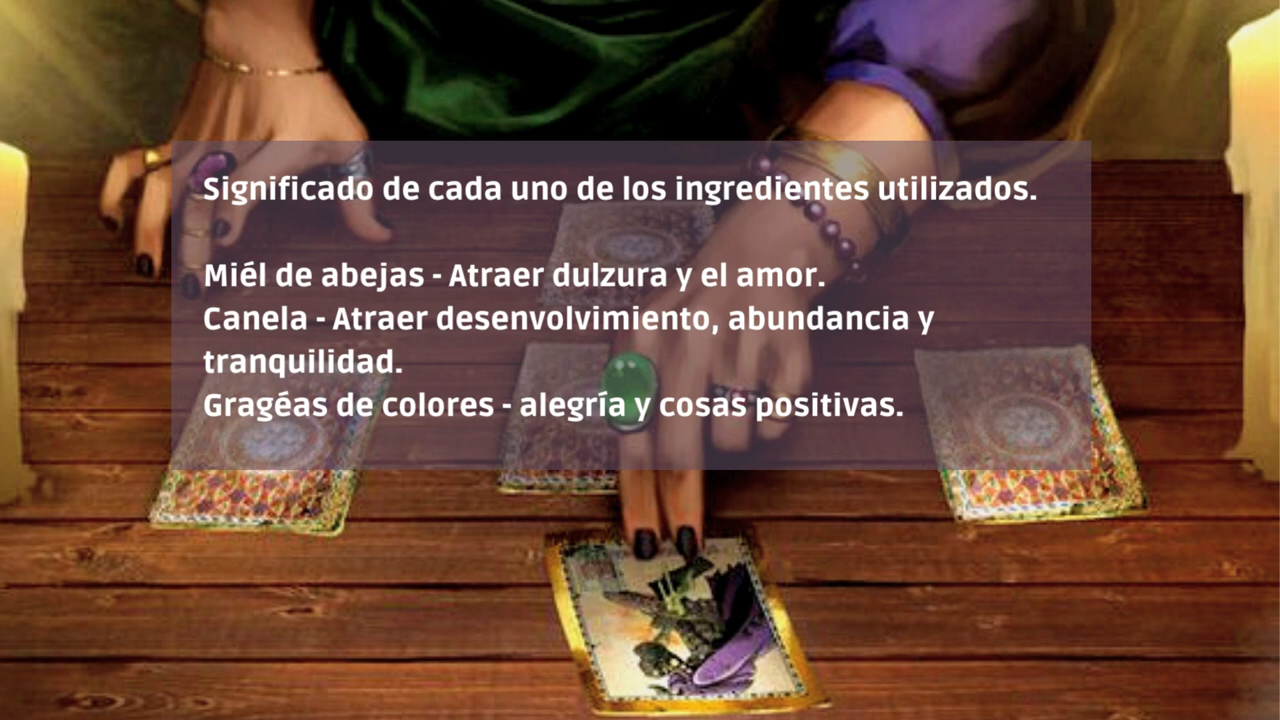 Significado de cada uno de los ingredientes utilizados.
Miél de abejas - Atraer dulzura y el amor.
Canela - Atraer desenvolvimiento, abundancia y
tranquilidad.
Gragéas de colores - alegría y cosas positivas.